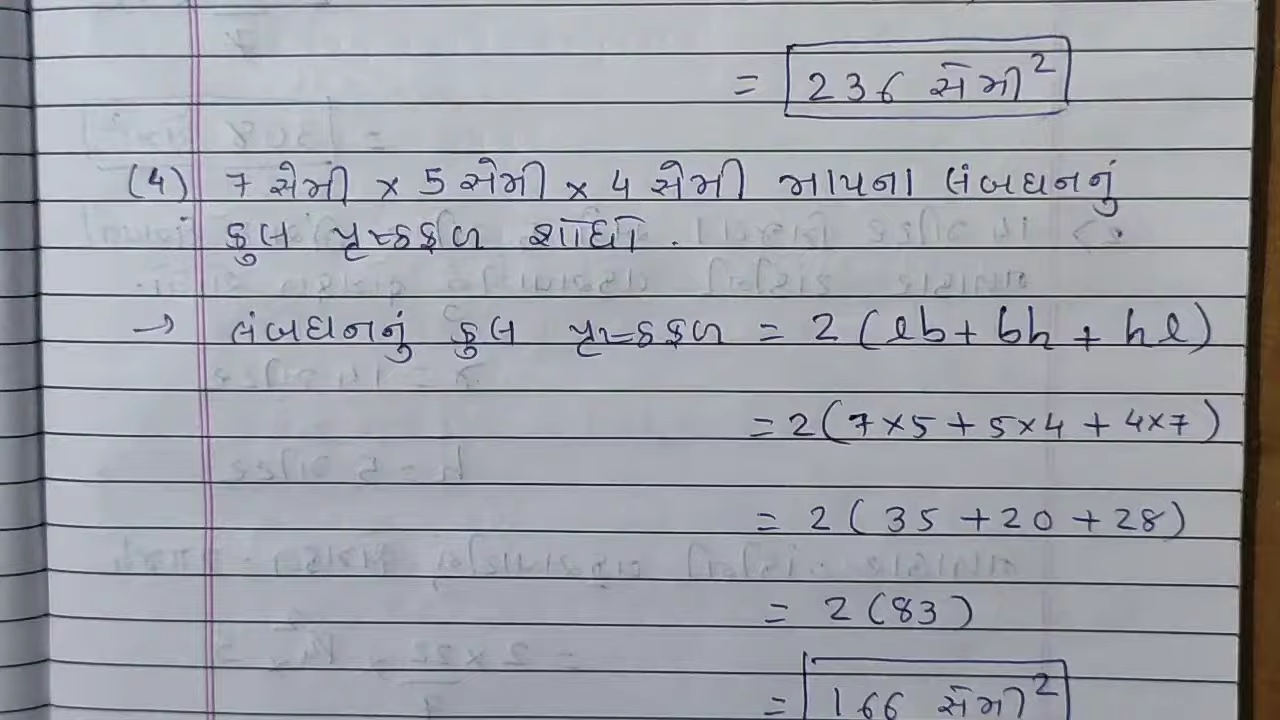 = 236 સેમી²
(4) 7 સેમી × 5 સેમી × 4 સેમી માપના લંબઘનનું
કુલ પૃષ્ઠફળ શોધો.
→ લંબઘનનું કુલ પૃષ્ઠફળ = 2 (lb + bh + hl)
= 2 (7×5 + 5×4 + 4×7)
= 2 ( 35 + 20 + 28)
= 2 (83)
= 166 સેમી²